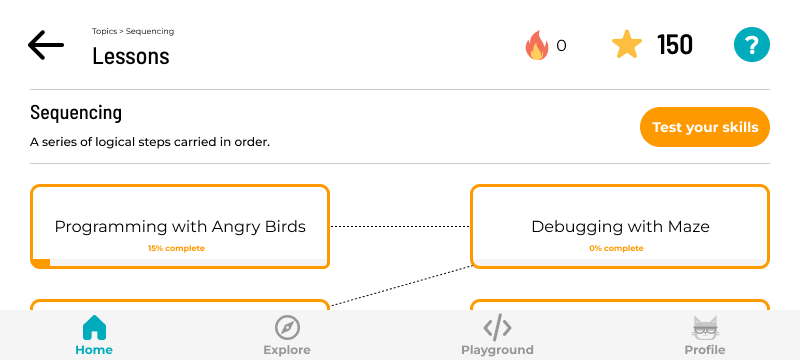 Topics > Sequencing
Lessons
0
150
?
Sequencing
A series of logical steps carried in order.
Test your skills
Programming with Angry Birds
15% complete
Debugging with Maze
0% complete
Home
Explore
Playground
Profile